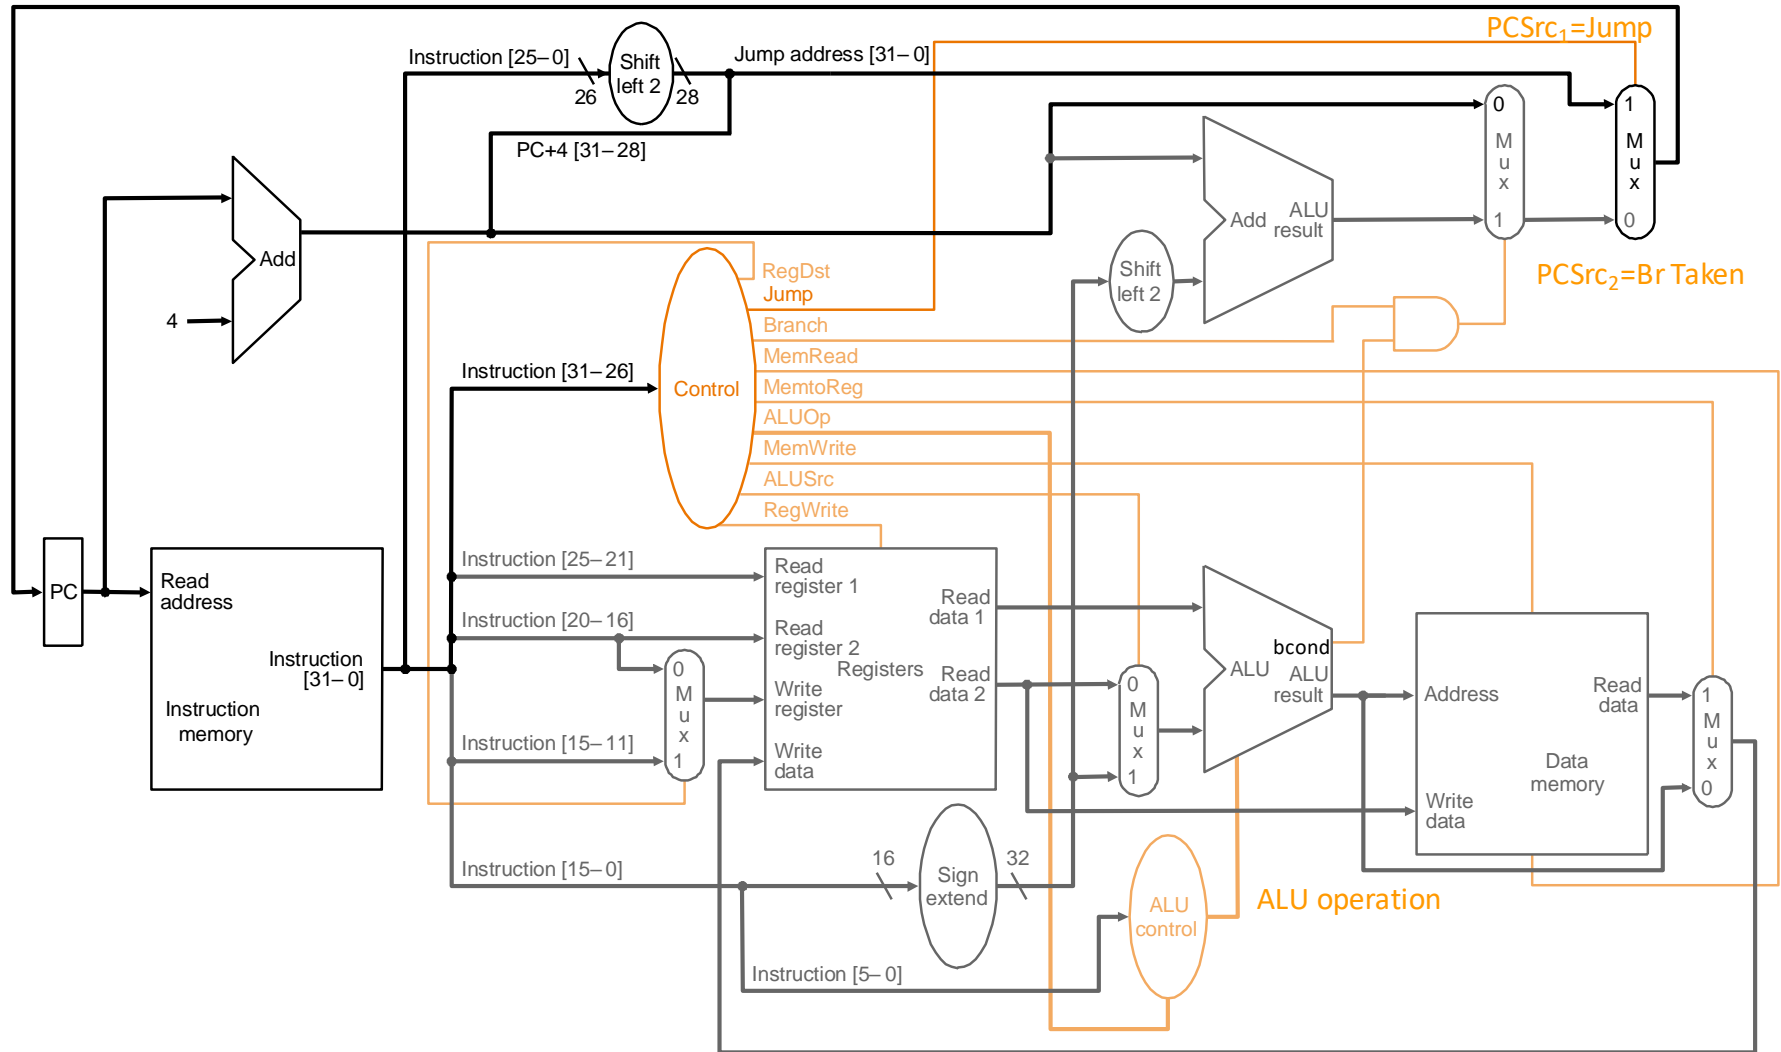 PCSrc1=Jump
Instruction [25–0]
Shift
left 2
Jump address [31–0]
26
28
PC+4 [31–28]
0
M
u
x
1
1
M
u
x
0
Add
4
Add
ALU
result
Shift
left 2
PCSrc2=Br Taken
RegDst
Jump
Branch
MemRead
MemtoReg
ALUOp
MemWrite
ALUSrc
RegWrite
Instruction [31–26]
Control
PC
Read
address
Instruction
[31–0]
Instruction
memory
Instruction [25–21]
Instruction [20–16]
Instruction [15–11]
Instruction [15–0]
0
M
u
x
1
Read
register 1
Read
register 2
Write
register
Write
data
Registers
Read
data 1
Read
data 2
0
M
u
x
1
bcond
ALU
ALU
result
Address
Read
data
Data
memory
Write
data
1
M
u
x
0
16
Sign
extend
32
ALU
control
ALU operation
Instruction [5–0]